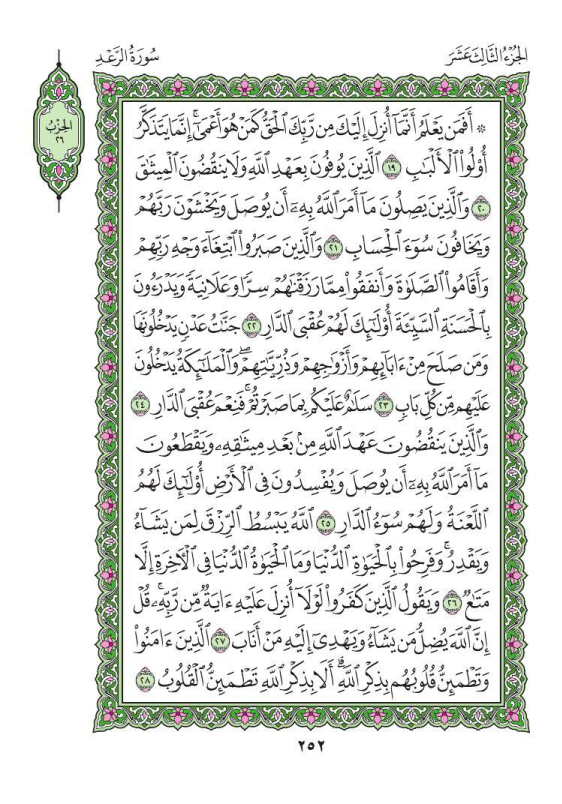 الجُزْءُ الثَّالِثَ عَشَرَ
سُورَةُ الرَّعْدِ
الحِزْبُ
٢٦
۞ أَفَمَن يَعْلَمُ أَنَّمَآ أُنزِلَ إِلَيْكَ مِن رَّبِّكَ ٱلْحَقُّ كَمَنْ هُوَ أَعْمَىٰٓۚ إِنَّمَا يَتَذَكَّرُ
أُو۟لُوا۟ ٱلْأَلْبَـٰبِ ١٩ ٱلَّذِينَ يُوفُونَ بِعَهْدِ ٱللَّهِ وَلَا يَنقُضُونَ ٱلْمِيثَـٰقَ
٢٠ وَٱلَّذِينَ يَصِلُونَ مَآ أَمَرَ ٱللَّهُ بِهِۦٓ أَن يُوصَلَ وَيَخْشَوْنَ رَبَّهُمْ
وَيَخَافُونَ سُوٓءَ ٱلْحِسَابِ ٢١ وَٱلَّذِينَ صَبَرُوا۟ ٱبْتِغَآءَ وَجْهِ رَبِّهِمْ
وَأَقَامُوا۟ ٱلصَّلَوٰةَ وَأَنفَقُوا۟ مِمَّا رَزَقْنَـٰهُمْ سِرًّا وَعَلَانِيَةً وَيَدْرَءُونَ
بِٱلْحَسَنَةِ ٱلسَّيِّئَةَ أُو۟لَـٰٓئِكَ لَهُمْ عُقْبَى ٱلدَّارِ ٢٢ جَنَّـٰتُ عَدْنٍ يَدْخُلُونَهَا
وَمَن صَلَحَ مِنْ ءَابَآئِهِمْ وَأَزْوَٰجِهِمْ وَذُرِّيَّـٰتِهِمْۖ وَٱلْمَلَـٰٓئِكَةُ يَدْخُلُونَ
عَلَيْهِم مِّن كُلِّ بَابٍ ٢٣ سَلَـٰمٌ عَلَيْكُم بِمَا صَبَرْتُمْۚ فَنِعْمَ عُقْبَى ٱلدَّارِ ٢٤
وَٱلَّذِينَ يَنقُضُونَ عَهْدَ ٱللَّهِ مِنۢ بَعْدِ مِيثَـٰقِهِۦ وَيَقْطَعُونَ
مَآ أَمَرَ ٱللَّهُ بِهِۦٓ أَن يُوصَلَ وَيُفْسِدُونَ فِى ٱلْأَرْضِ أُو۟لَـٰٓئِكَ لَهُمُ
ٱللَّعْنَةُ وَلَهُمْ سُوٓءُ ٱلدَّارِ ٢٥ ٱللَّهُ يَبْسُطُ ٱلرِّزْقَ لِمَن يَشَآءُ
وَيَقْدِرُۚ وَفَرِحُوا۟ بِٱلْحَيَوٰةِ ٱلدُّنْيَا وَمَا ٱلْحَيَوٰةُ ٱلدُّنْيَا فِى ٱلْـَٔاخِرَةِ إِلَّا
مَتَـٰعٌ ٢٦ وَيَقُولُ ٱلَّذِينَ كَفَرُوا۟ لَوْلَآ أُنزِلَ عَلَيْهِ ءَايَةٌ مِّن رَّبِّهِۦۚ قُلْ
إِنَّ ٱللَّهَ يُضِلُّ مَن يَشَآءُ وَيَهْدِىٓ إِلَيْهِ مَنْ أَنَابَ ٢٧ ٱلَّذِينَ ءَامَنُوا۟
وَتَطْمَئِنُّ قُلُوبُهُم بِذِكْرِ ٱللَّهِۗ أَلَا بِذِكْرِ ٱللَّهِ تَطْمَئِنُّ ٱلْقُلُوبُ ٢٨
٢٥٢